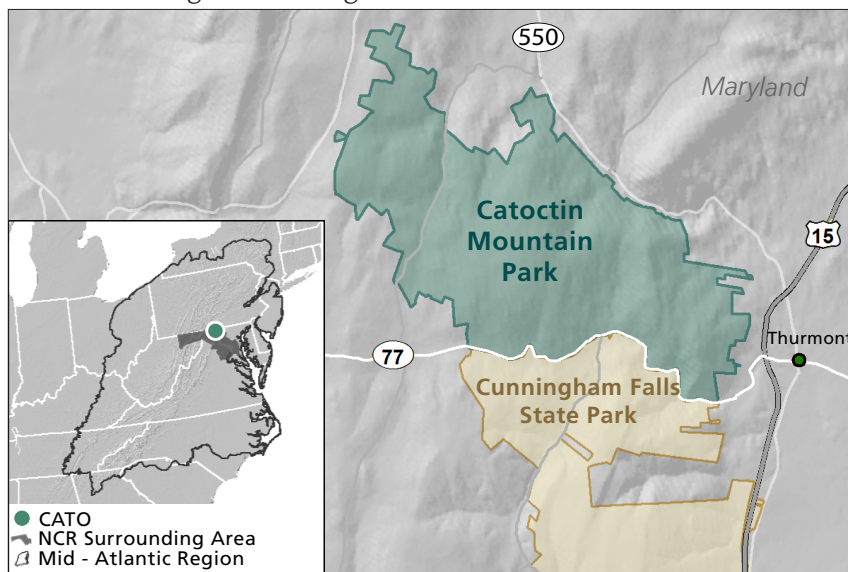 550
Maryland
Catoctin
Mountain
Park
15
Thurmont
77
Cunningham Falls
State Park
CATO
NCR Surrounding Area
Mid - Atlantic Region